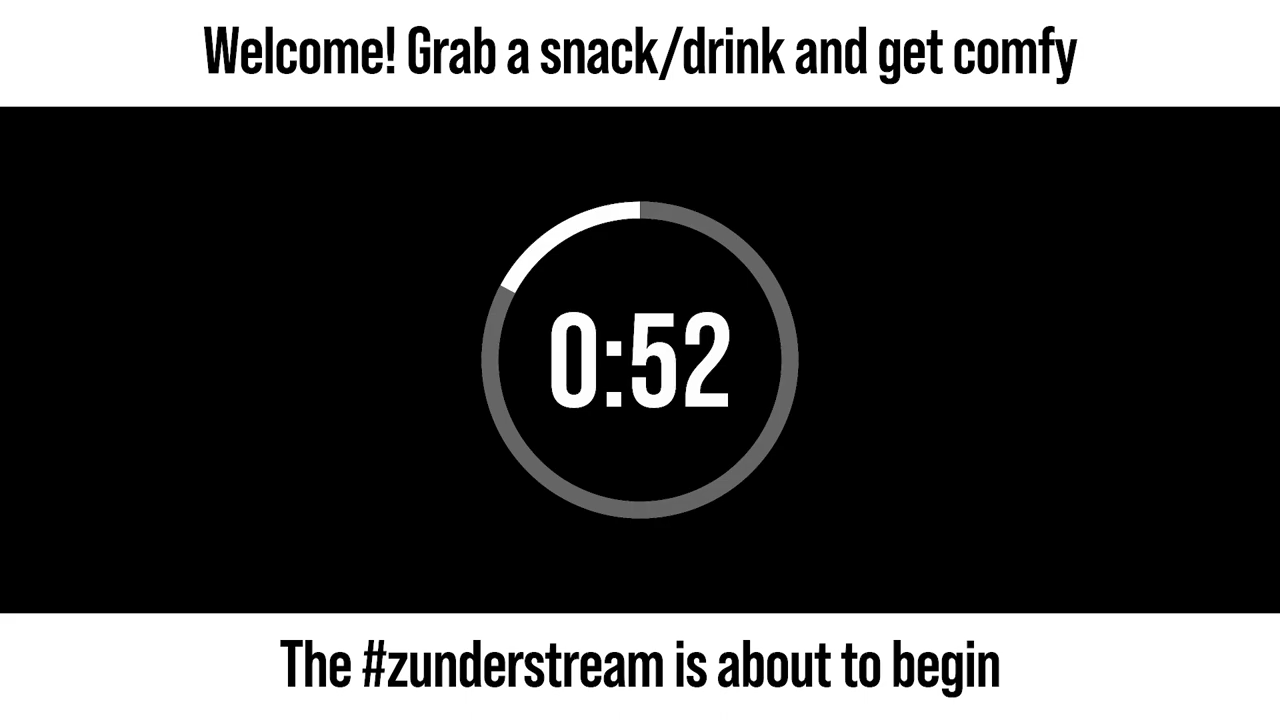 Welcome! Grab a snack/drink and get comfy
0:52
The #zunderstream is about to begin